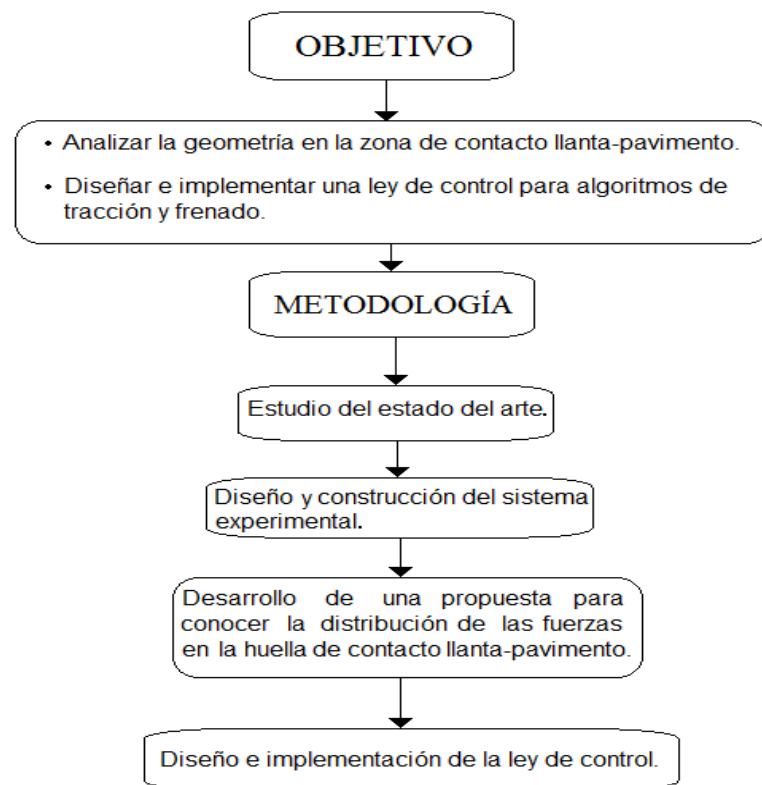 OBJETIVO
• Analizar la geometría en la zona de contacto llanta-pavimento.
• Diseñar e implementar una ley de control para algoritmos de
tracción y frenado.
METODOLOGÍA
Estudio del estado del arte.
Diseño y construcción del sistema
experimental.
Desarrollo de una propuesta para
conocer la distribución de las fuerzas
en la huella de contacto llanta-pavimento.
Diseño e implementación de la ley de control.